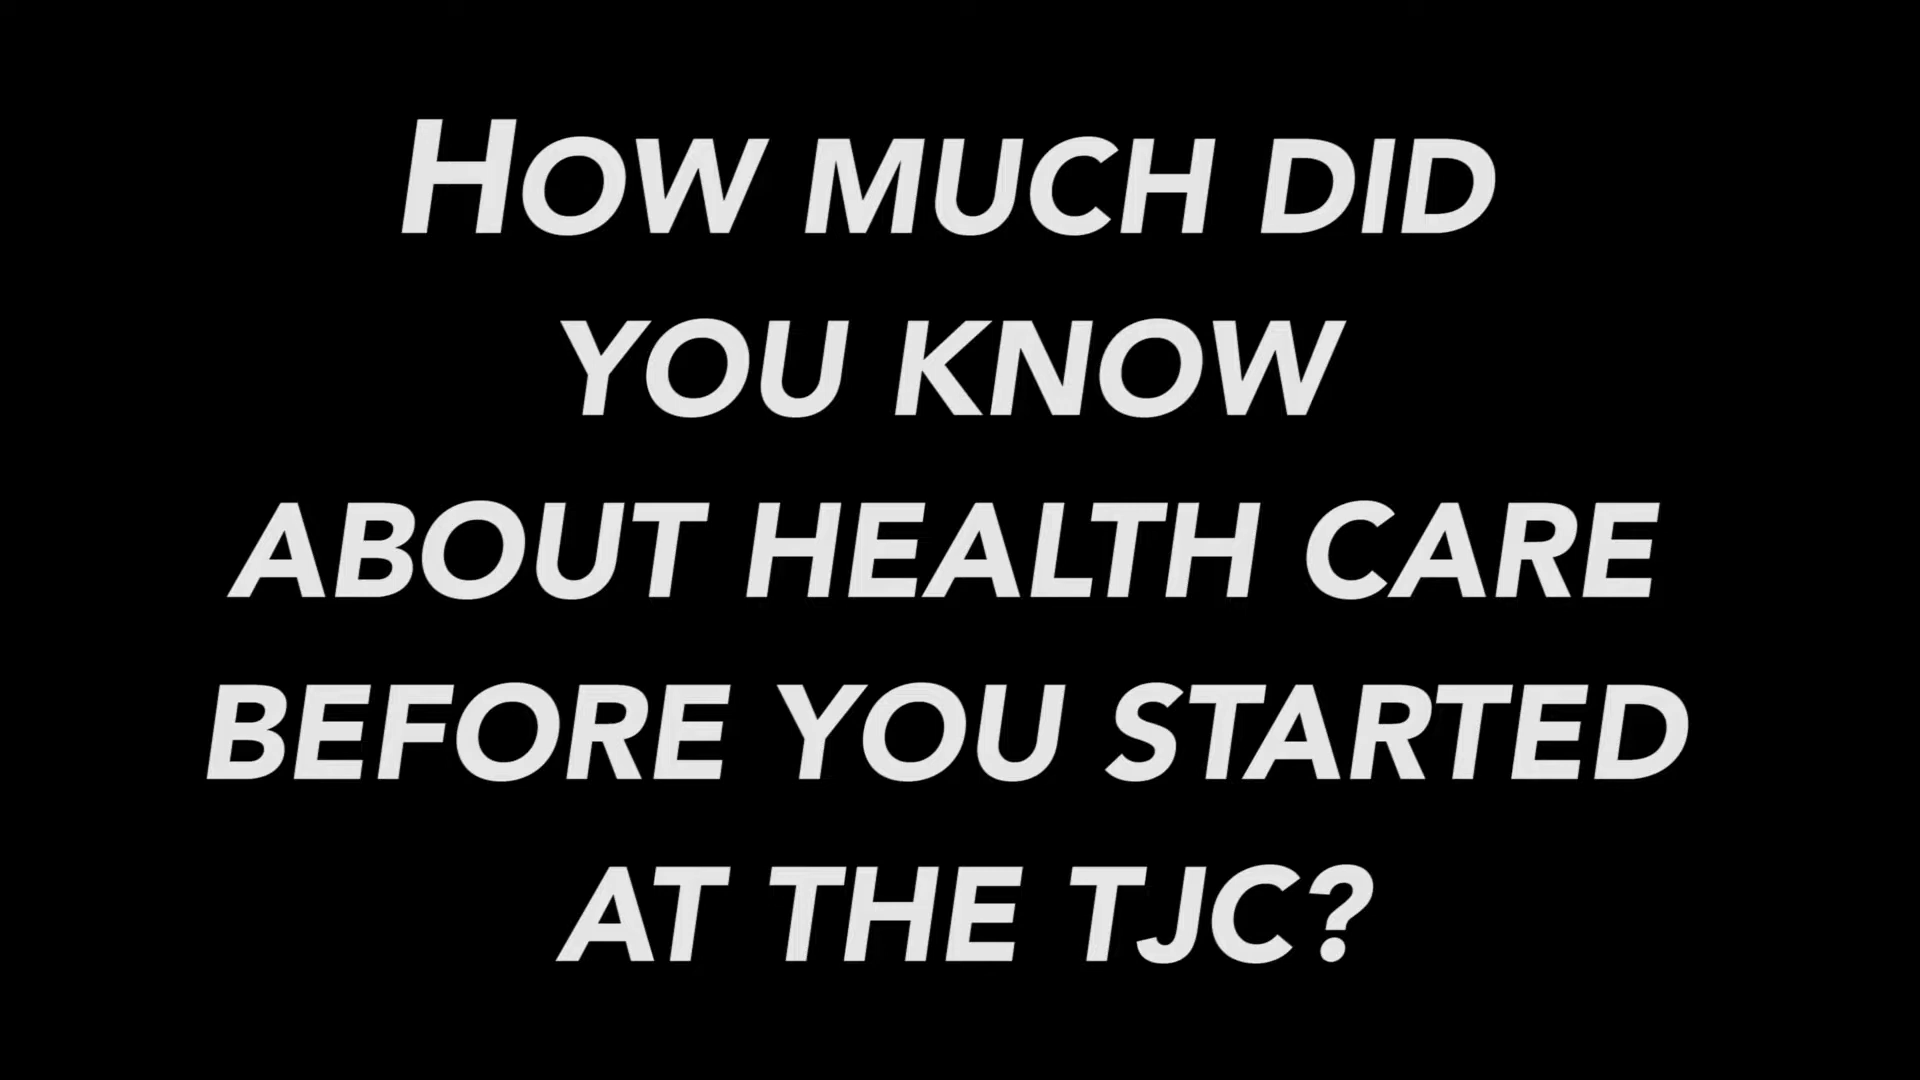 HOW MUCH DID
YOU KNOW
ABOUT HEALTH CARE
BEFORE YOU STARTED
AT THE TJC?